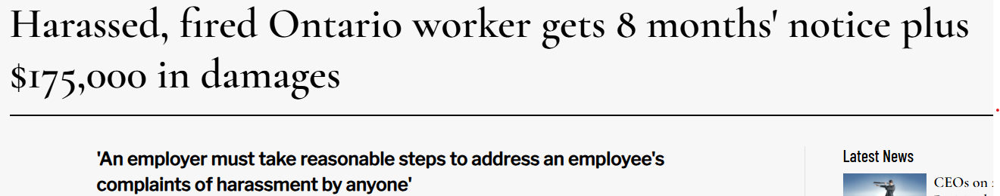 Harassed, fired Ontario worker gets 8 months' notice plus
$175,000 in damages
'An employer must take reasonable steps to address an employee's
complaints of harassment by anyone'
Latest News
CEOs on